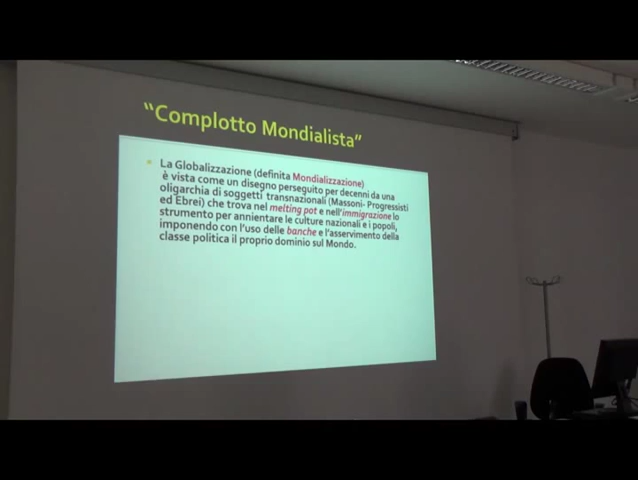 “Complotto Mondialista”
La Globalizzazione (definita Mondializzazione)
è vista come un disegno perseguito per decenni da una
oligarchia di soggetti transnazionali (Massoni- Progressisti
ed Ebrei) che trova nel melting pot e nell’immigrazione lo
strumento per annientare le culture nazionali e i popoli,
imponendo con l’uso delle banche e l’asservimento della
classe politica il proprio dominio sul Mondo.